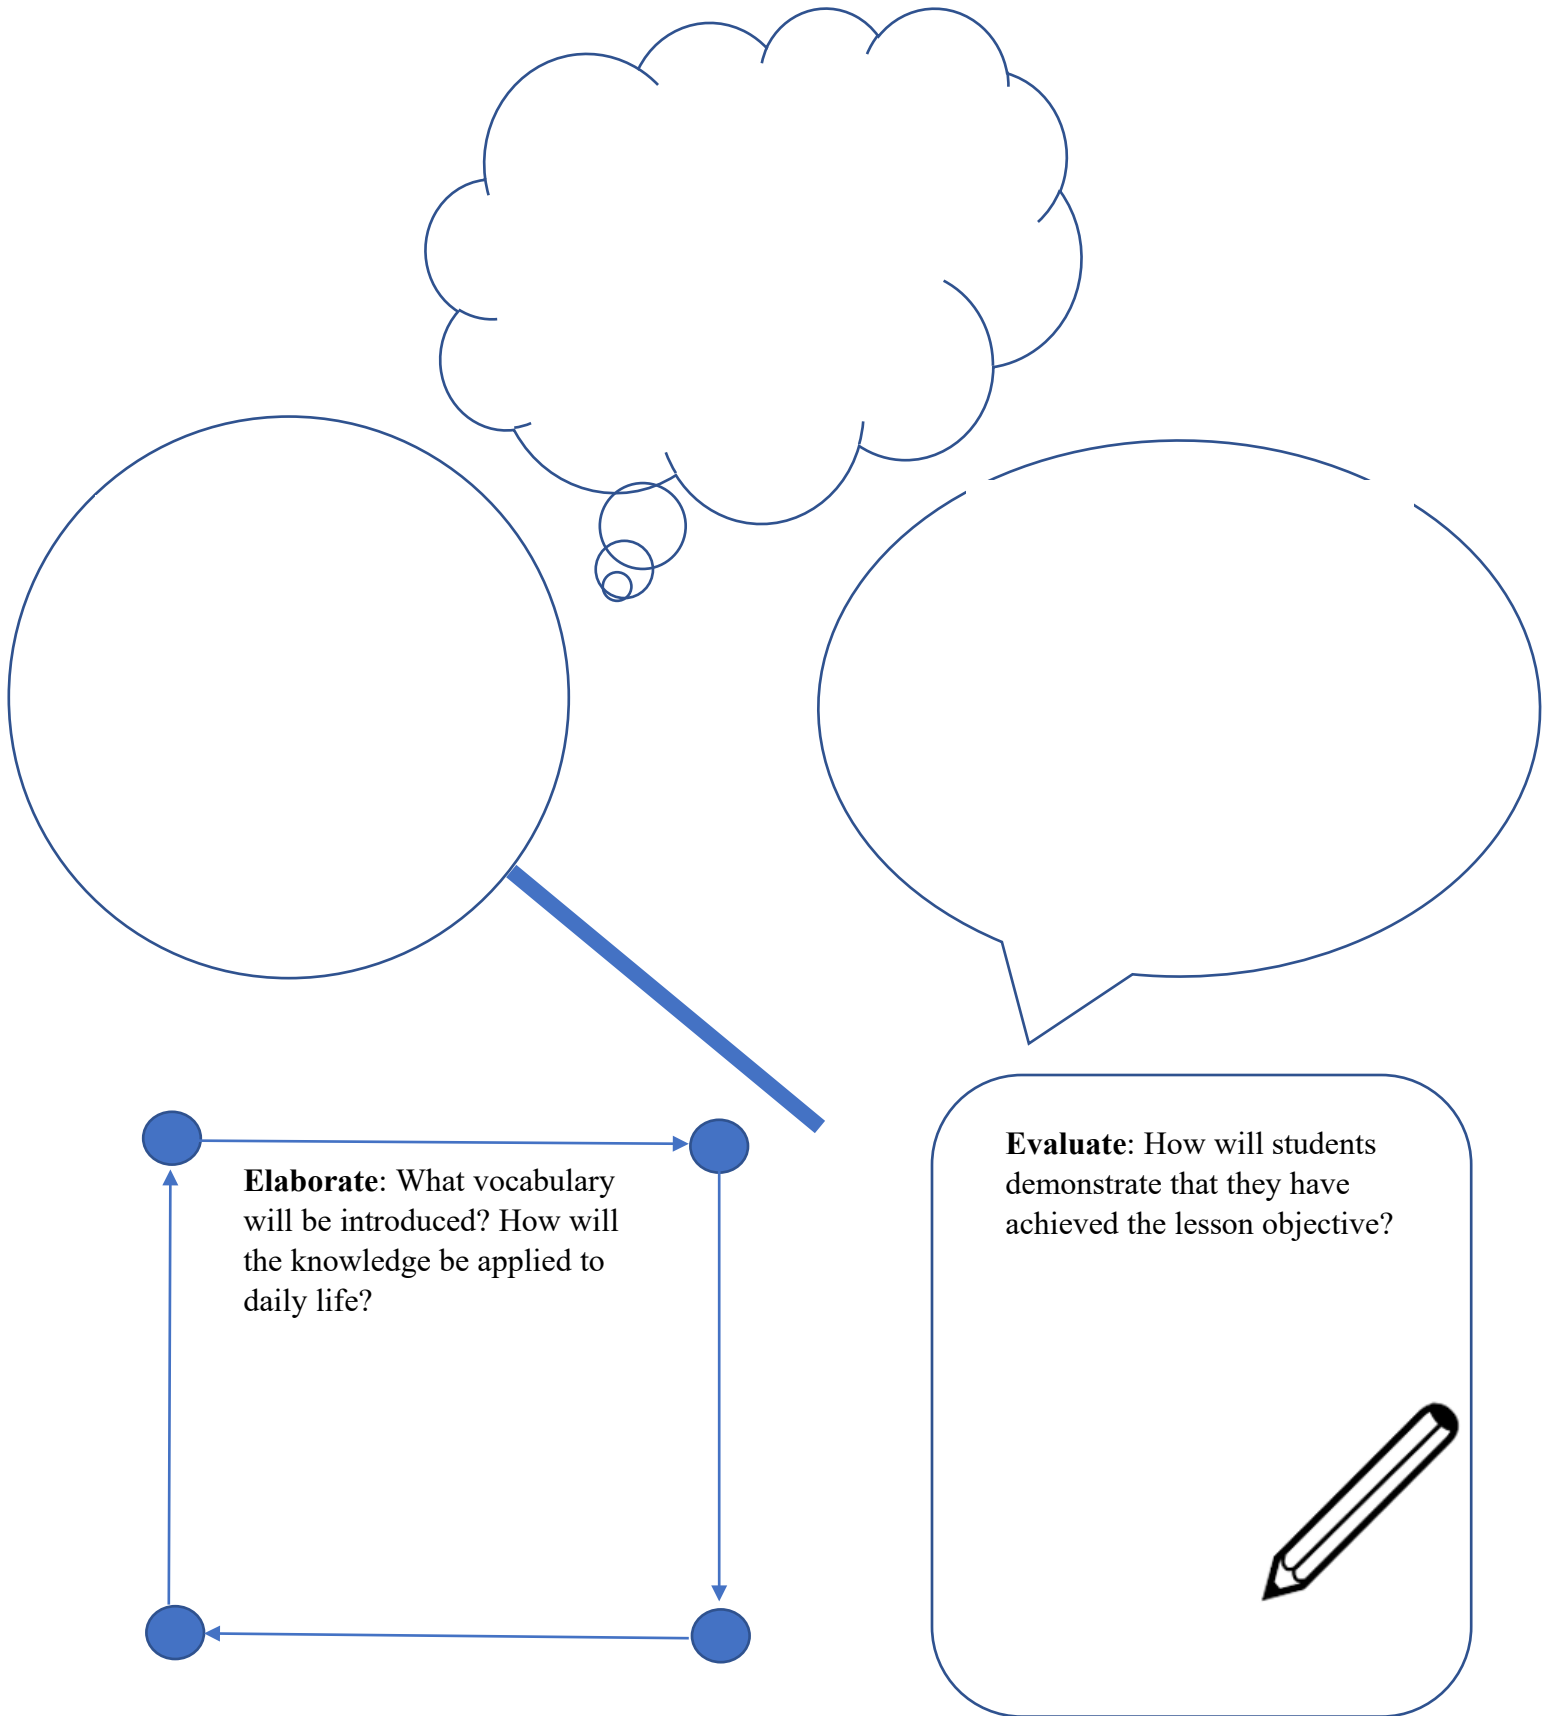 Elaborate: What vocabulary
will be introduced? How will
the knowledge be applied to
daily life?
Evaluate: How will students
demonstrate that they have
achieved the lesson objective?